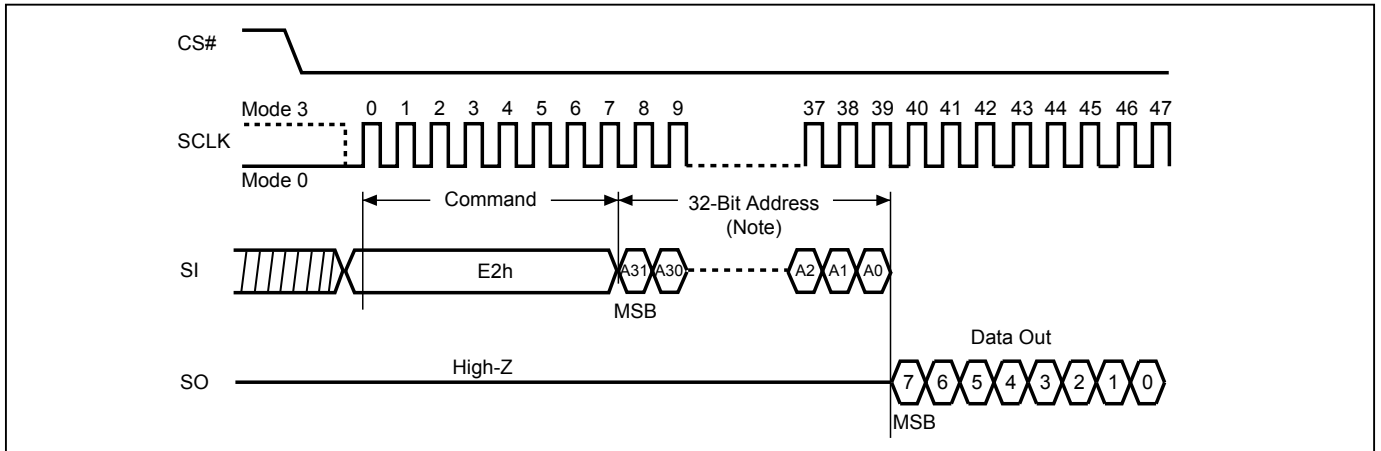 CS#
Mode 3
0 1 2 3 4 5 6 7 8 9 37 38 39 40 41 42 43 44 45 46 47
SCLK
Mode 0
Command
32-Bit Address
(Note)
SI
E2h
A31 A30 A2 A1 A0
MSB
Data Out
High-Z
SO
7 6 5 4 3 2 1 0
MSB